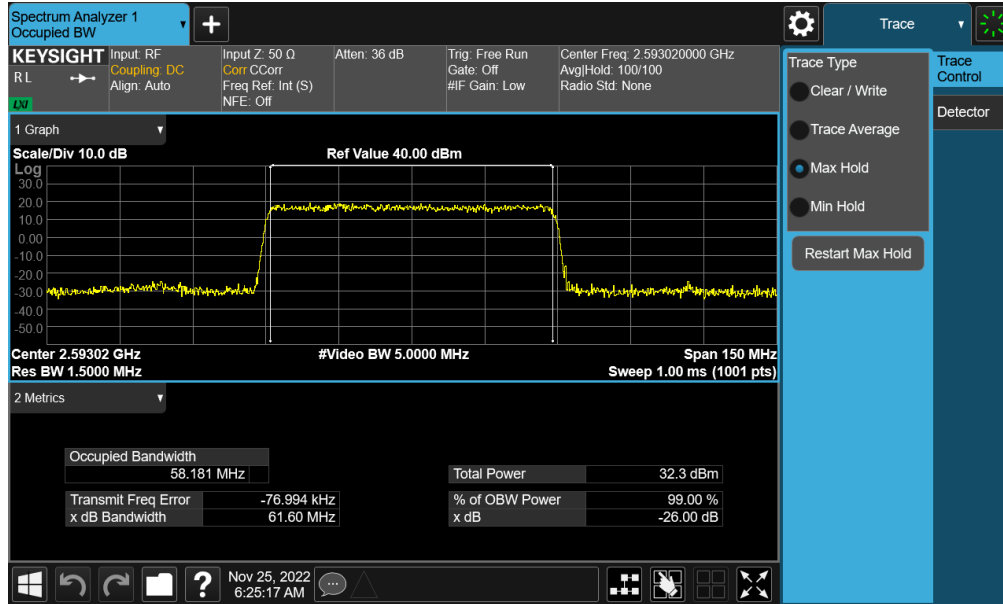 Spectrum Analyzer 1
Occupied BW
+
Trace
KEYSIGHT
R L
LXI
Input: RF
Coupling: DC
Align: Auto
Input Z: 50 Ω
Corr CCorr
Freq Ref: Int (S)
NFE: Off
Atten: 36 dB
Trig: Free Run
Gate: Off
#IF Gain: Low
Center Freq: 2.593020000 GHz
Avg|Hold: 100/100
Radio Std: None
Trace Type
Clear / Write
Trace Average
Max Hold
Min Hold
Restart Max Hold
Trace
Control
Detector
1 Graph
Scale/Div 10.0 dB
Ref Value 40.00 dBm
Log
30.0
20.0
10.0
0.00
-10.0
-20.0
-30.0
-40.0
-50.0
Center 2.59302 GHz
#Video BW 5.0000 MHz
Span 150 MHz
Res BW 1.5000 MHz
Sweep 1.00 ms (1001 pts)
2 Metrics
Occupied Bandwidth
58.181 MHz
Total Power 32.3 dBm
Transmit Freq Error -76.994 kHz
% of OBW Power 99.00 %
x dB Bandwidth 61.60 MHz
x dB -26.00 dB
?
Nov 25, 2022
6:25:17 AM